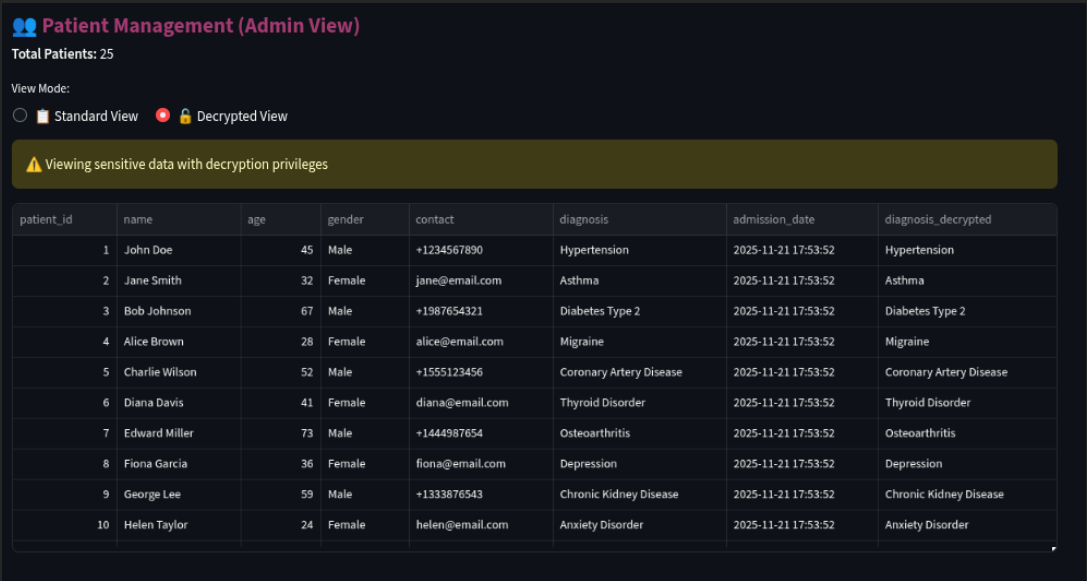 👥 Patient Management (Admin View)
Total Patients: 25
View Mode:
📋 Standard View 🔓 Decrypted View
⚠️ Viewing sensitive data with decryption privileges
patient_id name age gender contact diagnosis admission_date diagnosis_decrypted
1 John Doe 45 Male +1234567890 Hypertension 2025-11-21 17:53:52 Hypertension
2 Jane Smith 32 Female jane@email.com Asthma 2025-11-21 17:53:52 Asthma
3 Bob Johnson 67 Male +1987654321 Diabetes Type 2 2025-11-21 17:53:52 Diabetes Type 2
4 Alice Brown 28 Female alice@email.com Migraine 2025-11-21 17:53:52 Migraine
5 Charlie Wilson 52 Male +1555123456 Coronary Artery Disease 2025-11-21 17:53:52 Coronary Artery Disease
6 Diana Davis 41 Female diana@email.com Thyroid Disorder 2025-11-21 17:53:52 Thyroid Disorder
7 Edward Miller 73 Male +1444987654 Osteoarthritis 2025-11-21 17:53:52 Osteoarthritis
8 Fiona Garcia 36 Female fiona@email.com Depression 2025-11-21 17:53:52 Depression
9 George Lee 59 Male +1333876543 Chronic Kidney Disease 2025-11-21 17:53:52 Chronic Kidney Disease
10 Helen Taylor 24 Female helen@email.com Anxiety Disorder 2025-11-21 17:53:52 Anxiety Disorder